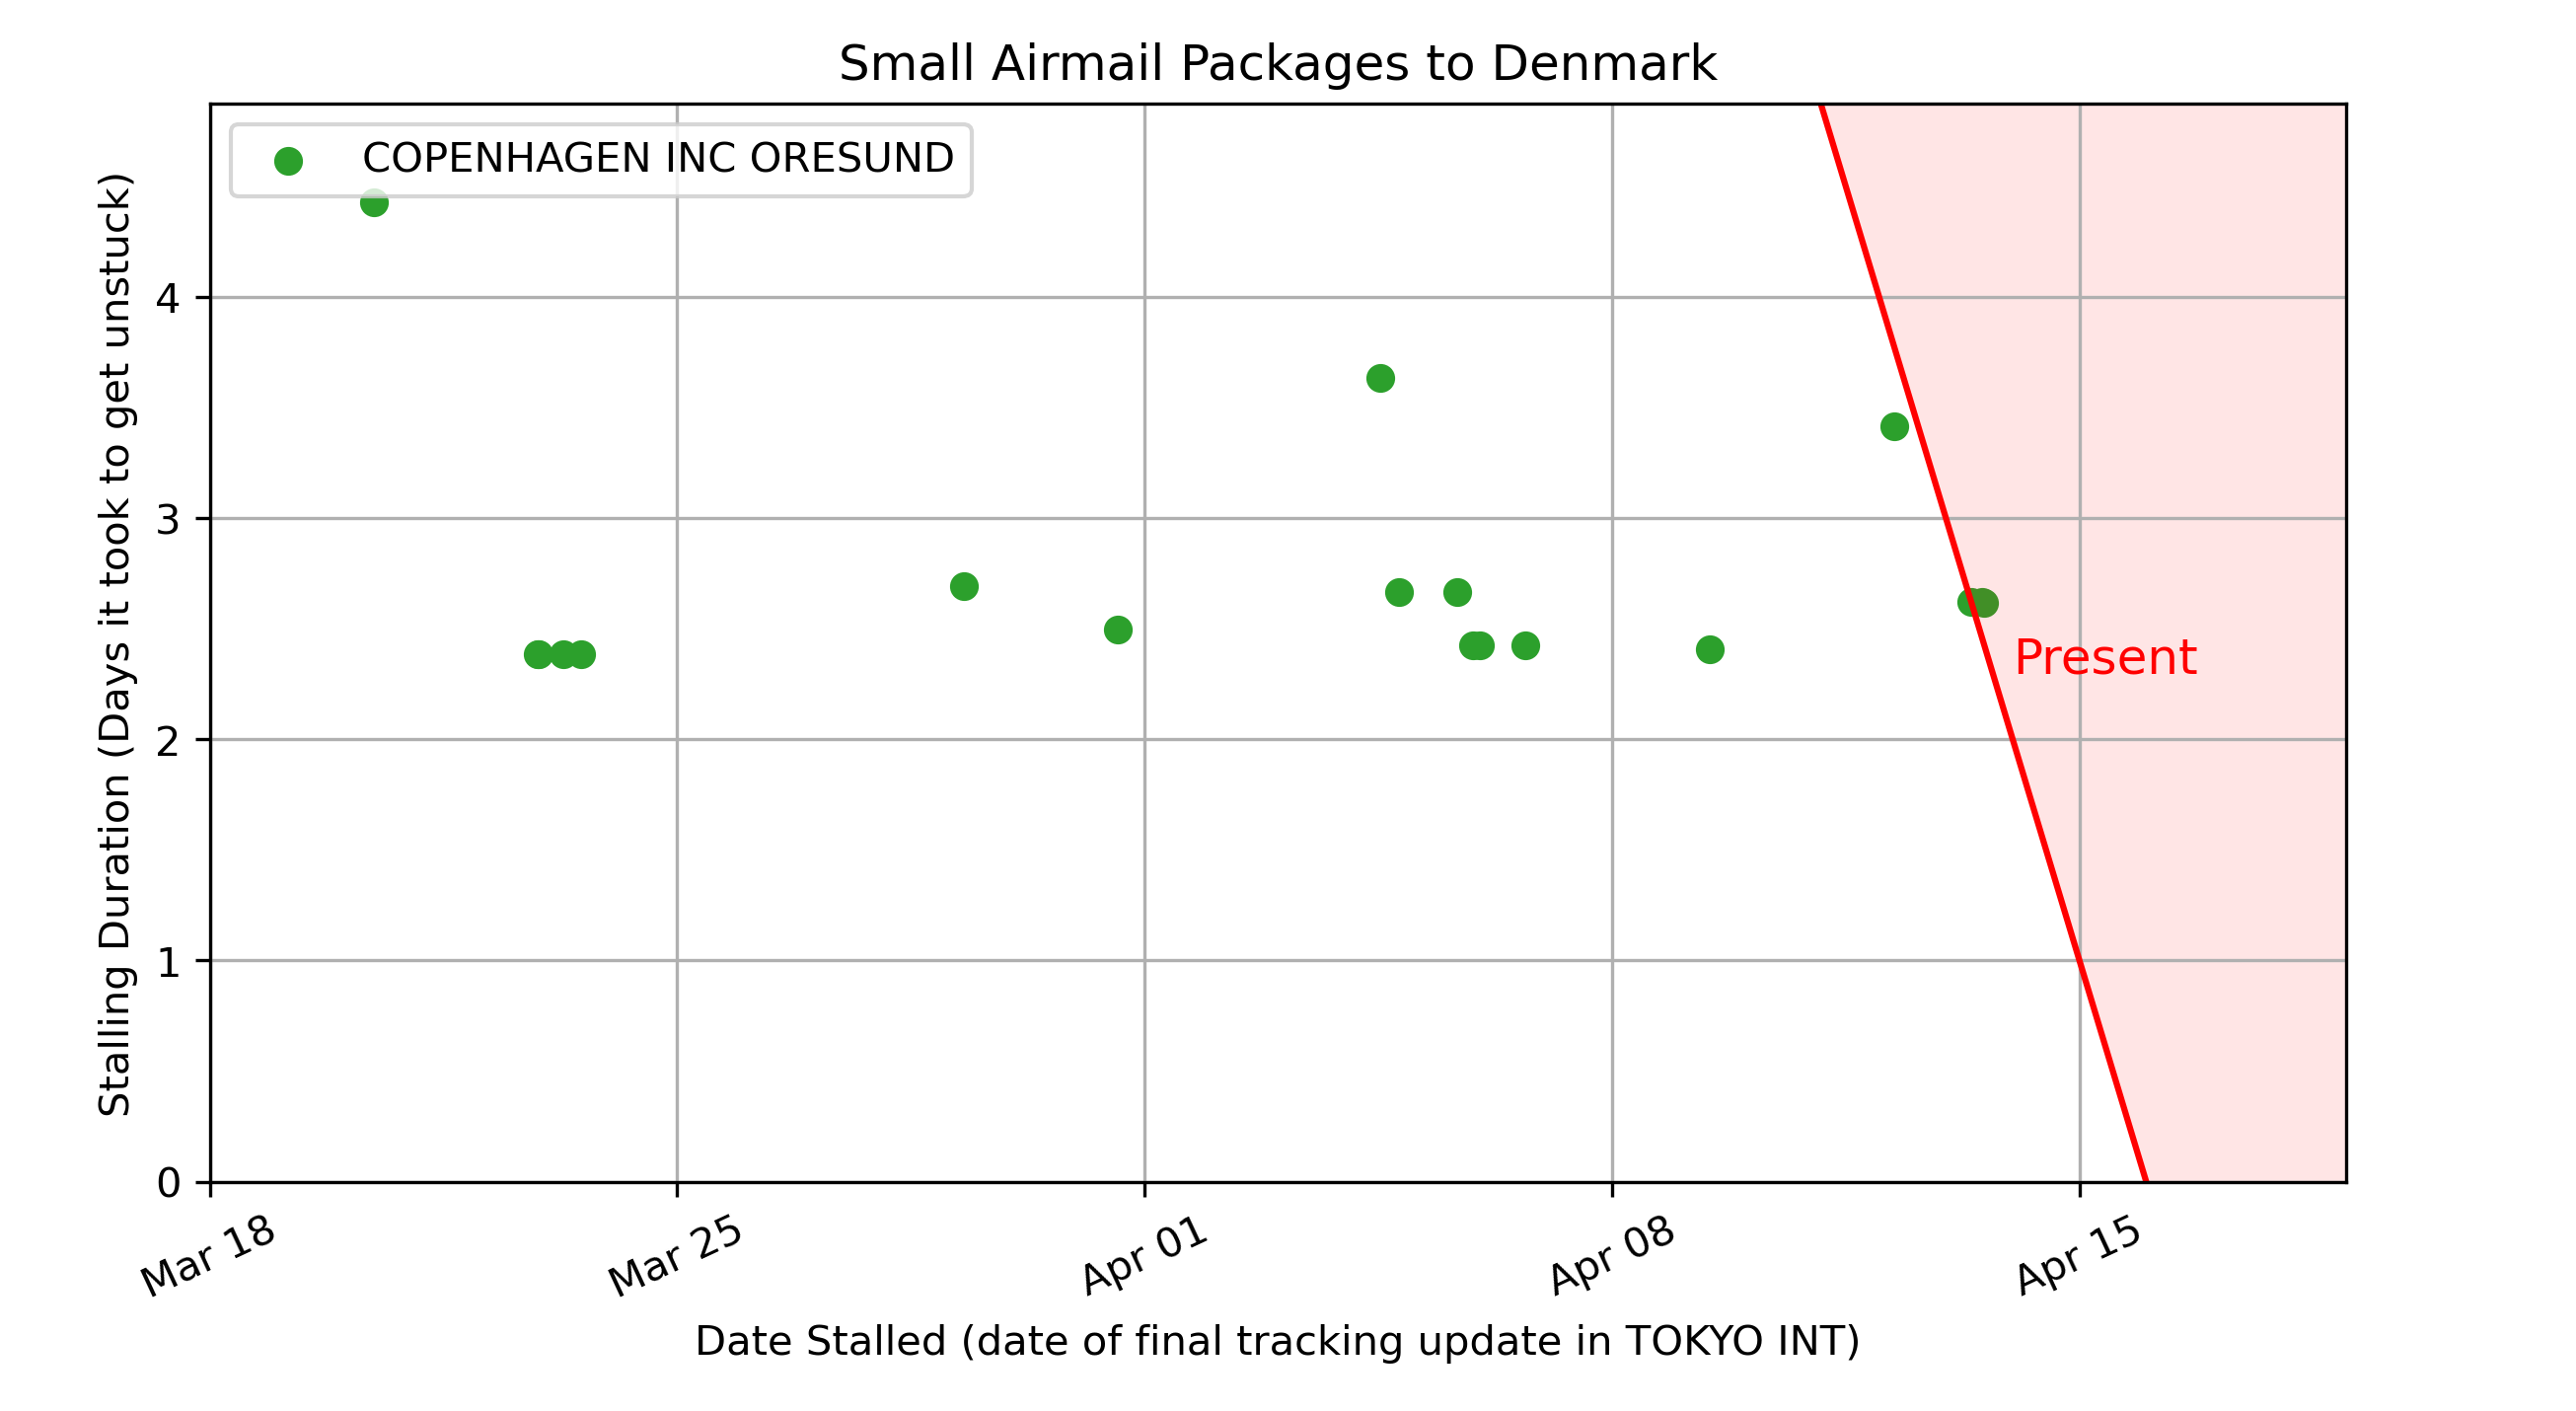 Small Airmail Packages to Denmark
COPENHAGEN INC ORESUND
Stalling Duration (Days it took to get unstuck)
4
3
2
1
0
Present
Mar 18
Mar 25
Apr 01
Apr 08
Apr 15
Date Stalled (date of final tracking update in TOKYO INT)